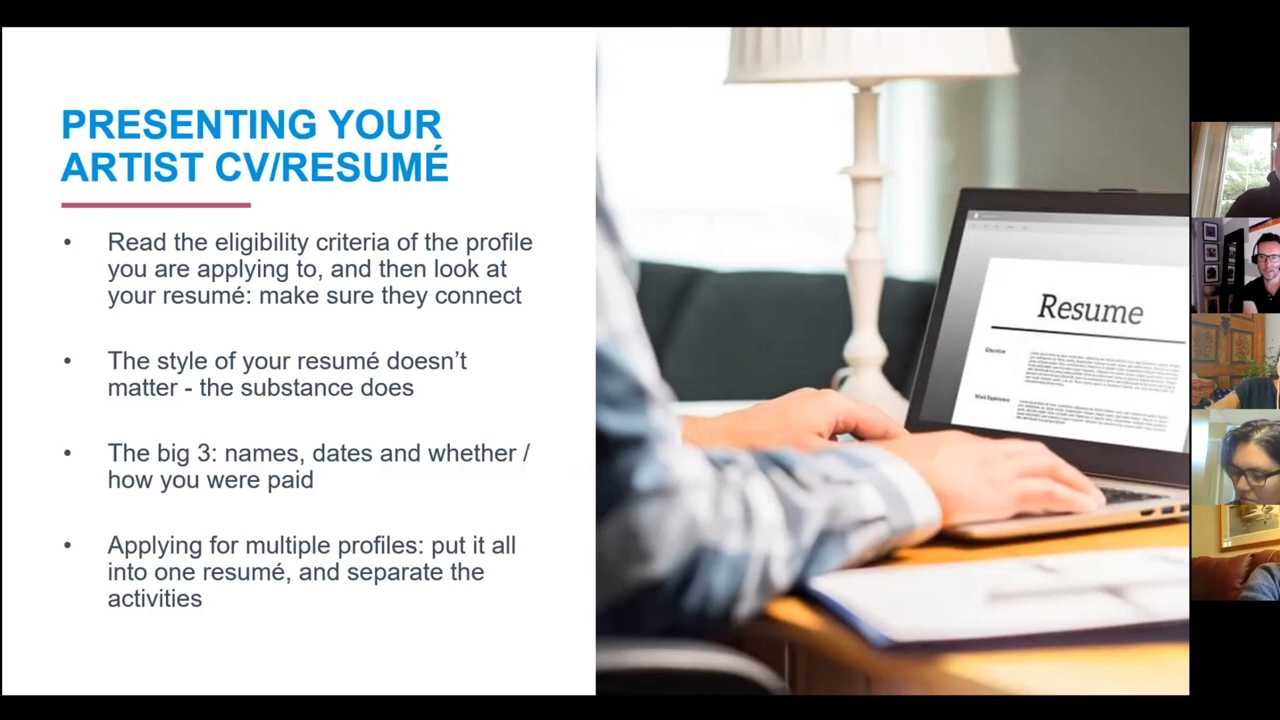 PRESENTING YOUR
ARTIST CV/RESUMÉ
• Read the eligibility criteria of the profile
you are applying to, and then look at
your resumé: make sure they connect
• The style of your resumé doesn’t
matter - the substance does
• The big 3: names, dates and whether /
how you were paid
• Applying for multiple profiles: put it all
into one resumé, and separate the
activities
Resume
Education
Work Experience